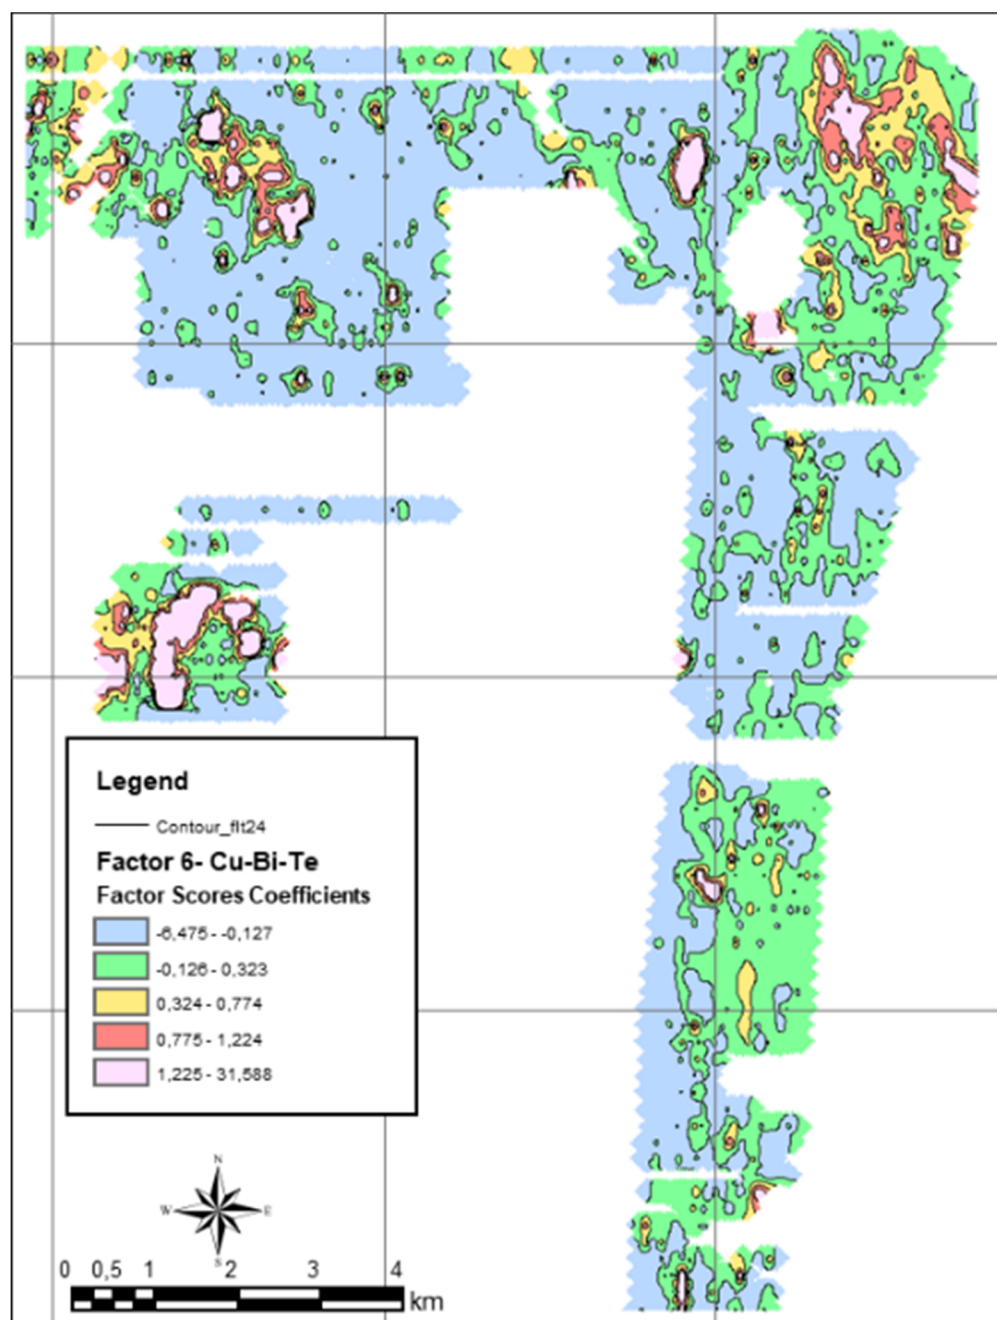 Legend
Contour_flt24
Factor 6- Cu-Bi-Te
Factor Scores Coefficients
-6,475 - -0,127
-0,126 - 0,323
0,324 - 0,774
0,775 - 1,224
1,225 - 31,588
N
W E
S
0 0,5 1 2 3 4
km